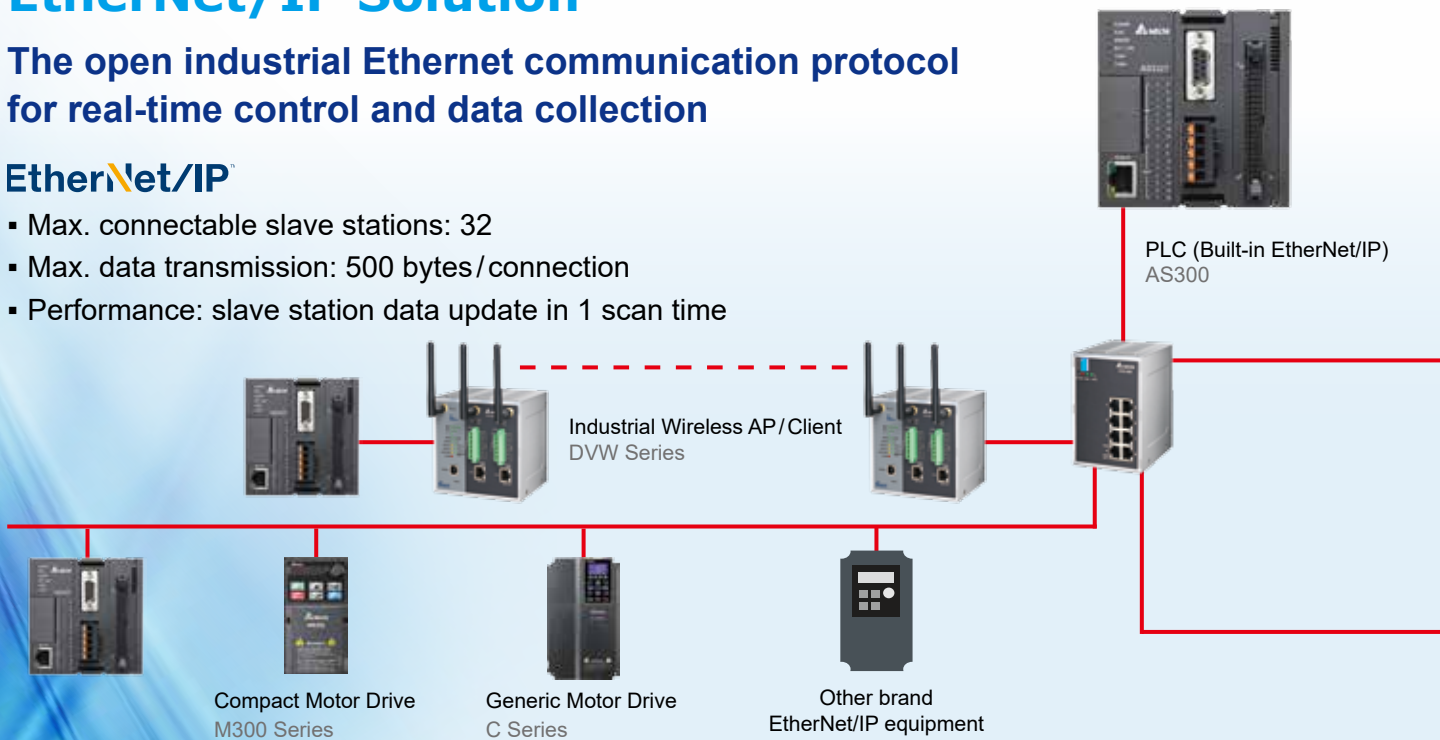 EtherNet/IP Solution
The open industrial Ethernet communication protocol
for real-time control and data collection
EtherNet/IP™
▪ Max. connectable slave stations: 32
▪ Max. data transmission: 500 bytes/connection
▪ Performance: slave station data update in 1 scan time
PLC (Built-in EtherNet/IP)
AS300
Industrial Wireless AP/Client
DVW Series
Compact Motor Drive
M300 Series
Generic Motor Drive
C Series
Other brand
EtherNet/IP equipment